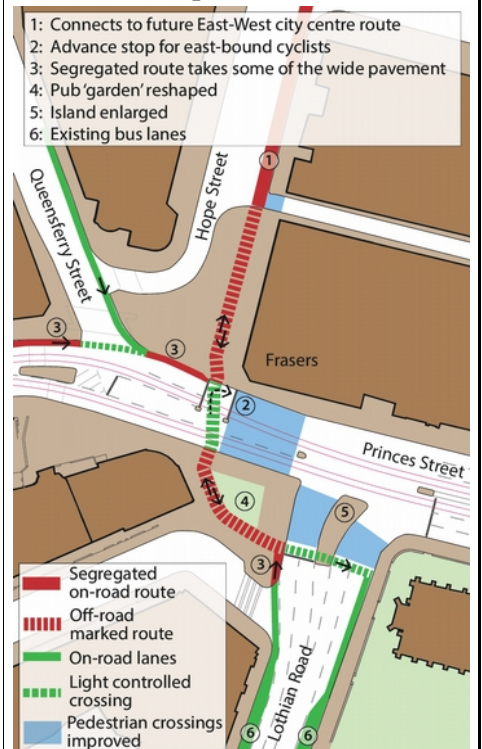 1: Connects to future East-West city centre route
2: Advance stop for east-bound cyclists
3: Segregated route takes some of the wide pavement
4: Pub 'garden' reshaped
5: Island enlarged
6: Existing bus lanes
1
Queensferry Street
Hope Street
3
3
Frasers
2
Princes Street
4
5
3
Lothian Road
6
6
Segregated
on-road route
Off-road
marked route
On-road lanes
Light controlled
crossing
Pedestrian crossings
improved